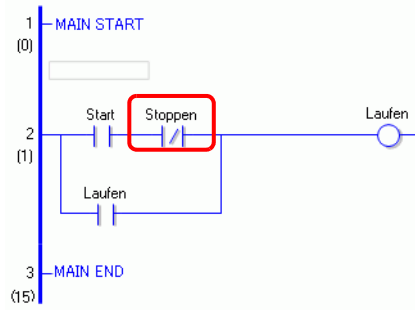 1 MAIN START
(0)
Start Stoppen Laufen
2
(1)
Laufen
3 MAIN END
(15)